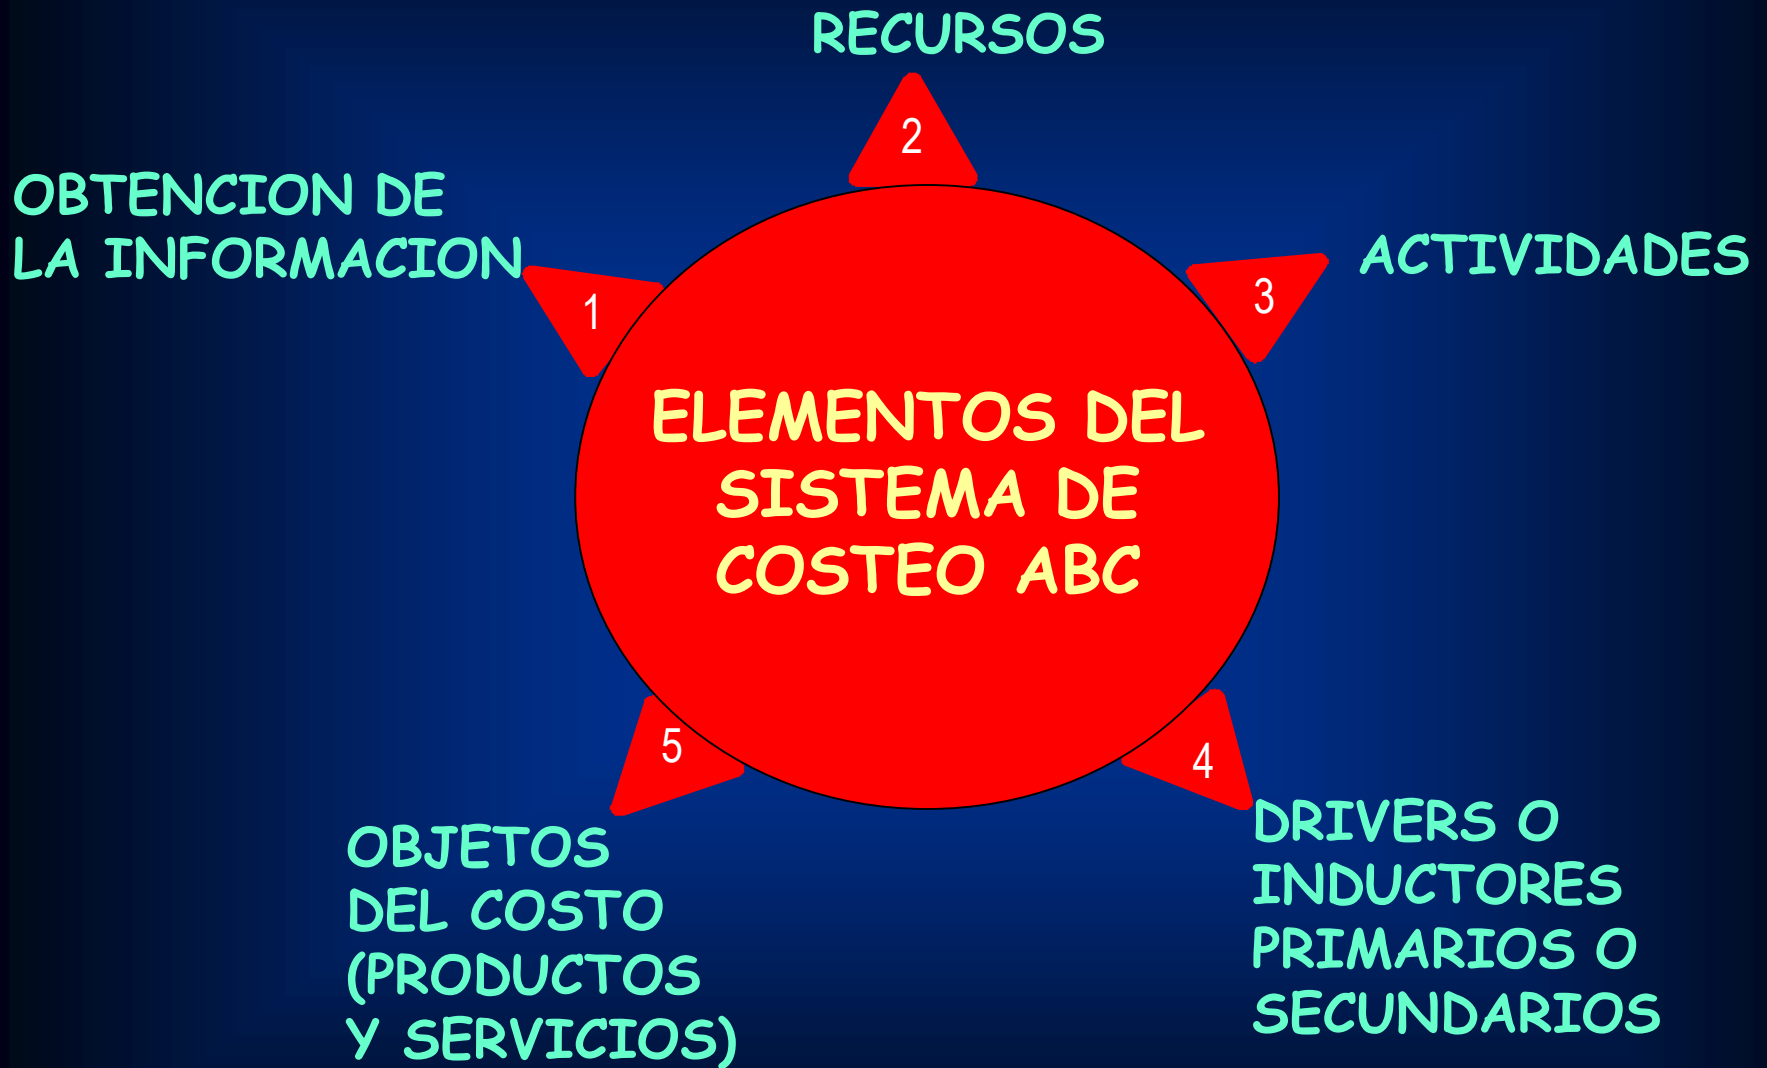 RECURSOS
2
OBTENCION DE
LA INFORMACION
1
ACTIVIDADES
3
ELEMENTOS DEL
SISTEMA DE
COSTEO ABC
5
OBJETOS
DEL COSTO
(PRODUCTOS
Y SERVICIOS)
4
DRIVERS O
INDUCTORES
PRIMARIOS O
SECUNDARIOS